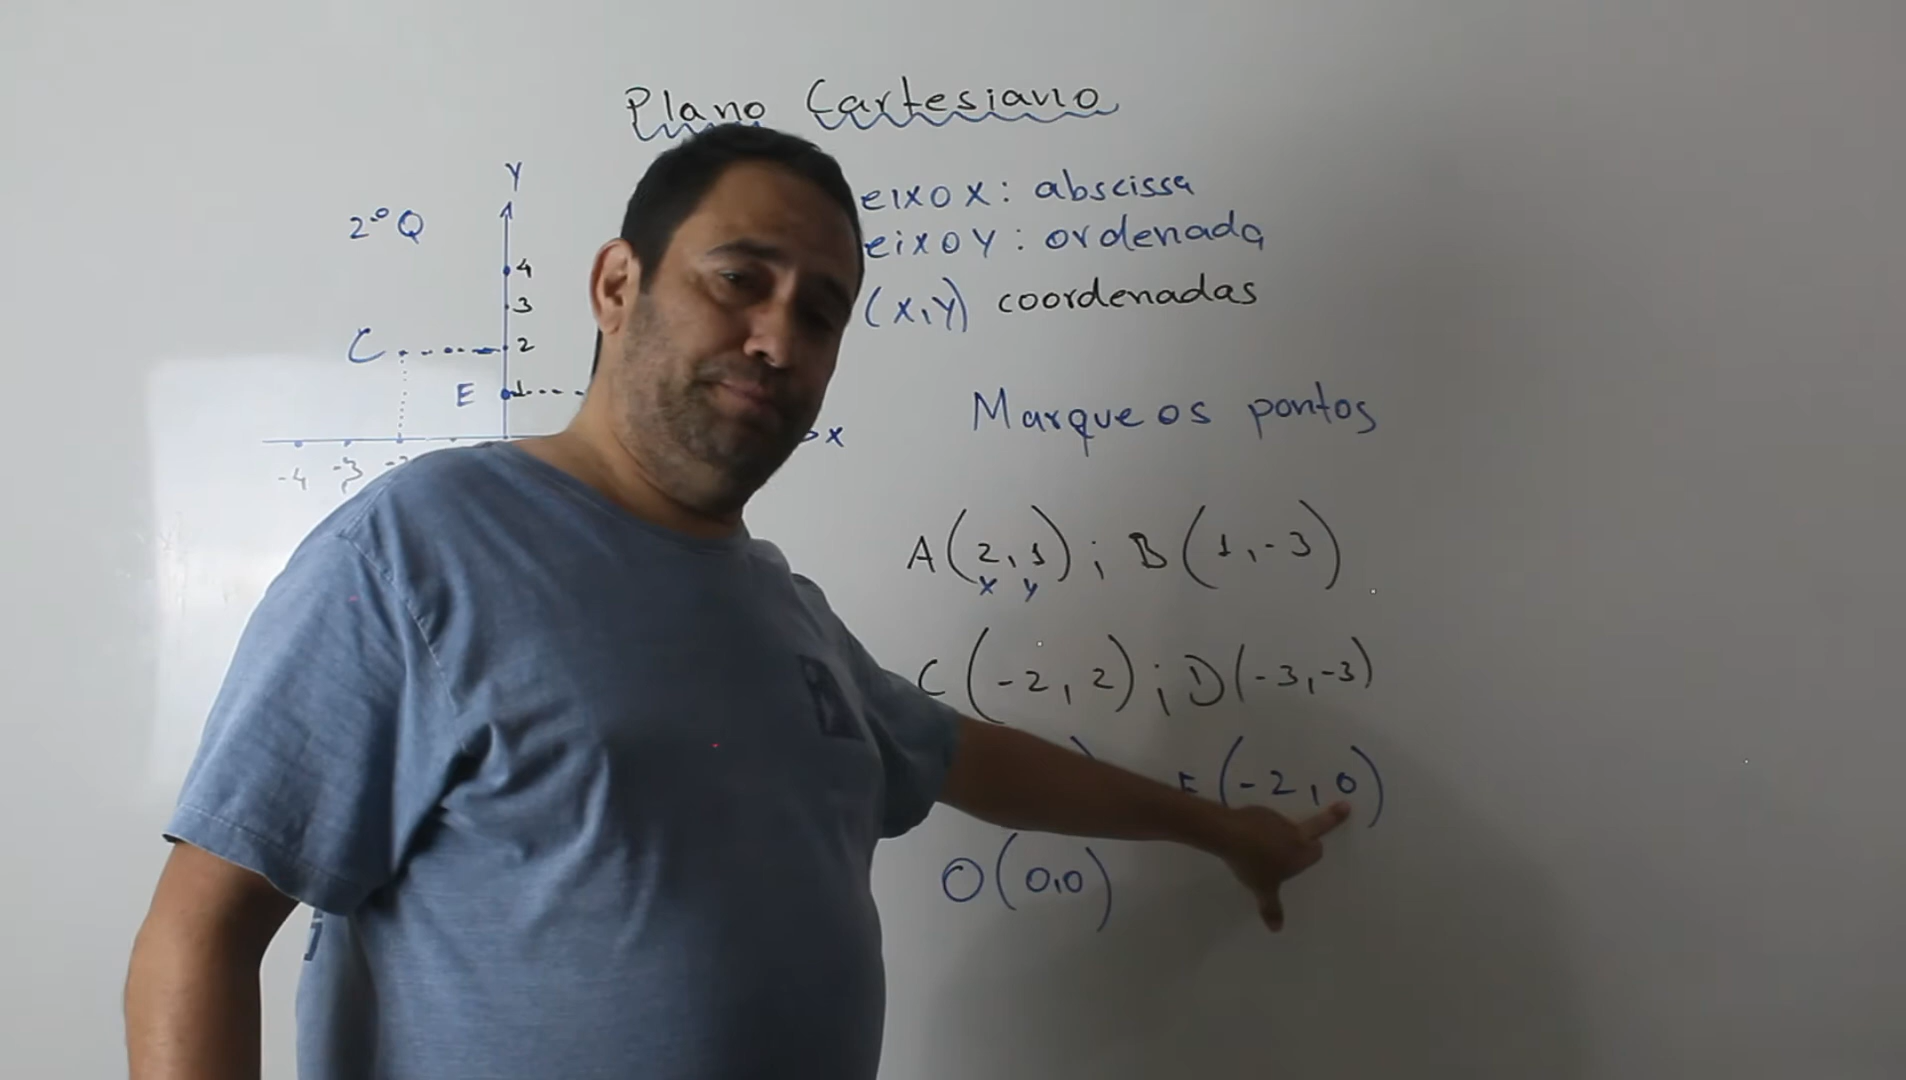 Plano Cartesiano
Y
eixo x: abscissa
2º Q
eixo y: ordenada
4
(x,y) coordenadas
3
C
2
E
1
Marque os pontos
x
-4 -3
A(2,1); B(1,-3)
x y
C(-2,2); D(-3,-3)
(-2,0)
O(0,0)